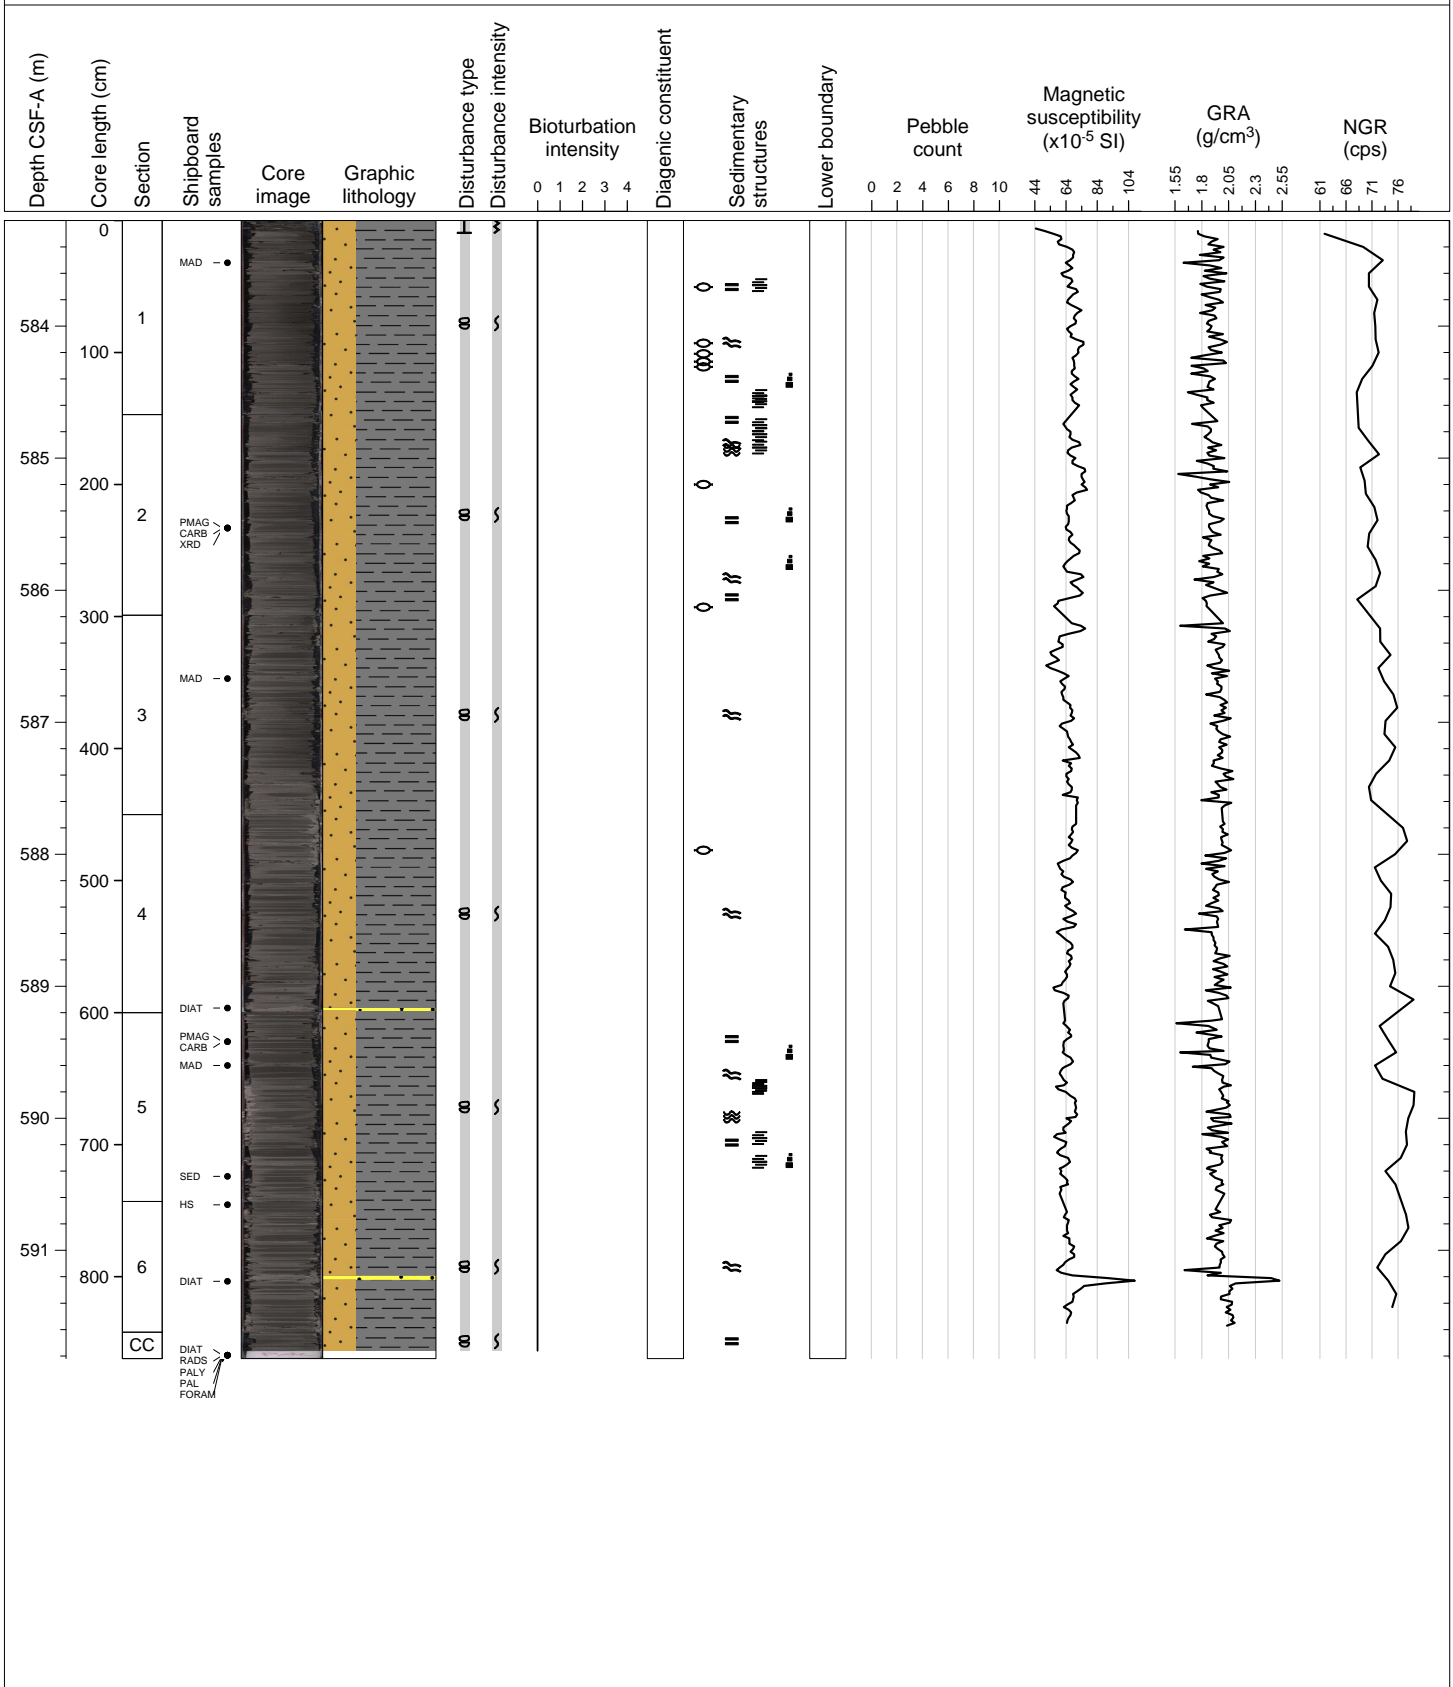 Depth CSF-A (m)
Core length (cm)
Section
Shipboard
samples
Core
image
Graphic
lithology
Disturbance type
Disturbance intensity
Bioturbation
intensity
0 1 2 3 4
Diagenic constituent
Sedimentary
structures
Lower boundary
Pebble
count
0 2 4 6 8 10
Magnetic
susceptibility
(x10-5 SI)
44 64 84 104
GRA
(g/cm3)
1.55 1.8 2.05 2.3 2.55
NGR
(cps)
61 66 71 76
0
MAD
584
1
100
585
200
2
PMAG
CARB
XRD
586
300
MAD
587
3
400
588
500
4
589
DIAT
600
PMAG
CARB
MAD
590
5
700
SED
HS
591
6
800
DIAT
CC
DIAT
RADS
PALY
PAL
FORAM